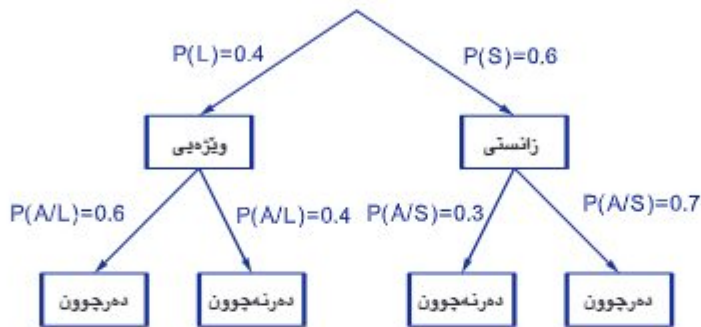 P(L)=0.4
P(S)=0.6
وێژەیی
زانستی
P(A/L)=0.6
P(A/L)=0.4
P(A/S)=0.3
P(A/S)=0.7
دەرچوون
دەرنەچوون
دەرنەچوون
دەرچوون